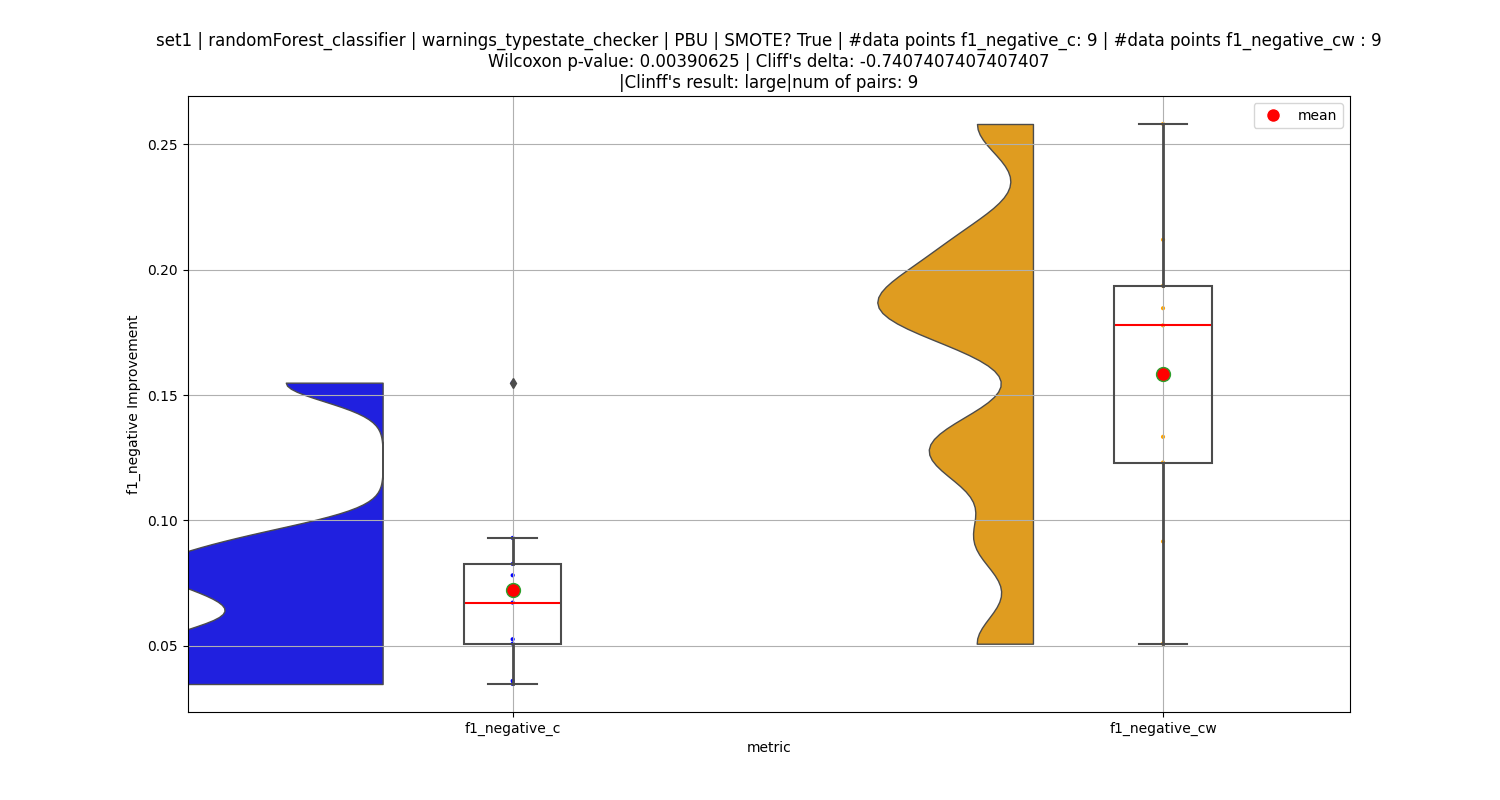 set1 | randomForest_classifier | warnings_typestate_checker | PBU | SMOTE? True | #data points f1_negative_c: 9 | #data points f1_negative_cw : 9
Wilcoxon p-value: 0.00390625 | Cliff's delta: -0.7407407407407407
|Clinff's result: large|num of pairs: 9
mean
0.25
0.20
0.15
0.10
0.05
f1_negative Improvement
f1_negative_c
f1_negative_cw
metric